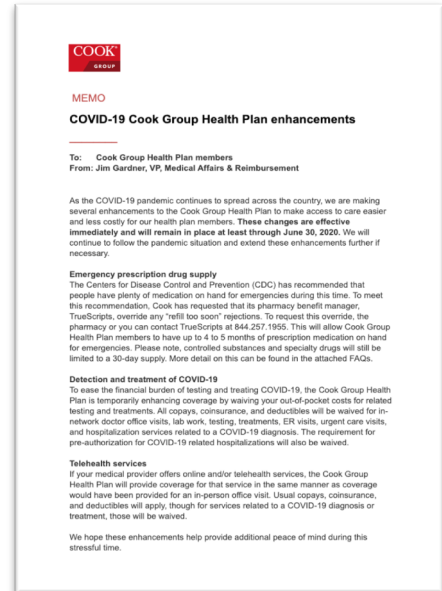 COOK®
GROUP
MEMO
COVID-19 Cook Group Health Plan enhancements
To: Cook Group Health Plan members
From: Jim Gardner, VP, Medical Affairs & Reimbursement
As the COVID-19 pandemic continues to spread across the country, we are making
several enhancements to the Cook Group Health Plan to make access to care easier
and less costly for our health plan members. These changes are effective
immediately and will remain in place at least through June 30, 2020. We will
continue to follow the pandemic situation and extend these enhancements further if
necessary.
Emergency prescription drug supply
The Centers for Disease Control and Prevention (CDC) has recommended that
people have plenty of medication on hand for emergencies during this time. To meet
this recommendation, Cook has requested that its pharmacy benefit manager,
TrueScripts, override any "refill too soon" rejections. To request this override, the
pharmacy or you can contact TrueScripts at 844.257.1955. This will allow Cook Group
Health Plan members to have up to 4 to 5 months of prescription medication on hand
for emergencies. Please note, controlled substances and specialty drugs will still be
limited to a 30-day supply. More detail on this can be found in the attached FAQs.
Detection and treatment of COVID-19
To ease the financial burden of testing and treating COVID-19, the Cook Group Health
Plan is temporarily enhancing coverage by waiving your out-of-pocket costs for related
testing and treatments. All copays, coinsurance, and deductibles will be waived for in-
network doctor office visits, lab work, testing, treatments, ER visits, urgent care visits,
and hospitalization services related to a COVID-19 diagnosis. The requirement for
pre-authorization for COVID-19 related hospitalizations will also be waived.
Telehealth services
If your medical provider offers online and/or telehealth services, the Cook Group
Health Plan will provide coverage for that service in the same manner as coverage
would have been provided for an in-person office visit. Usual copays, coinsurance,
and deductibles will apply, though for services related to a COVID-19 diagnosis or
treatment, those will be waived.
We hope these enhancements help provide additional peace of mind during this
stressful time.